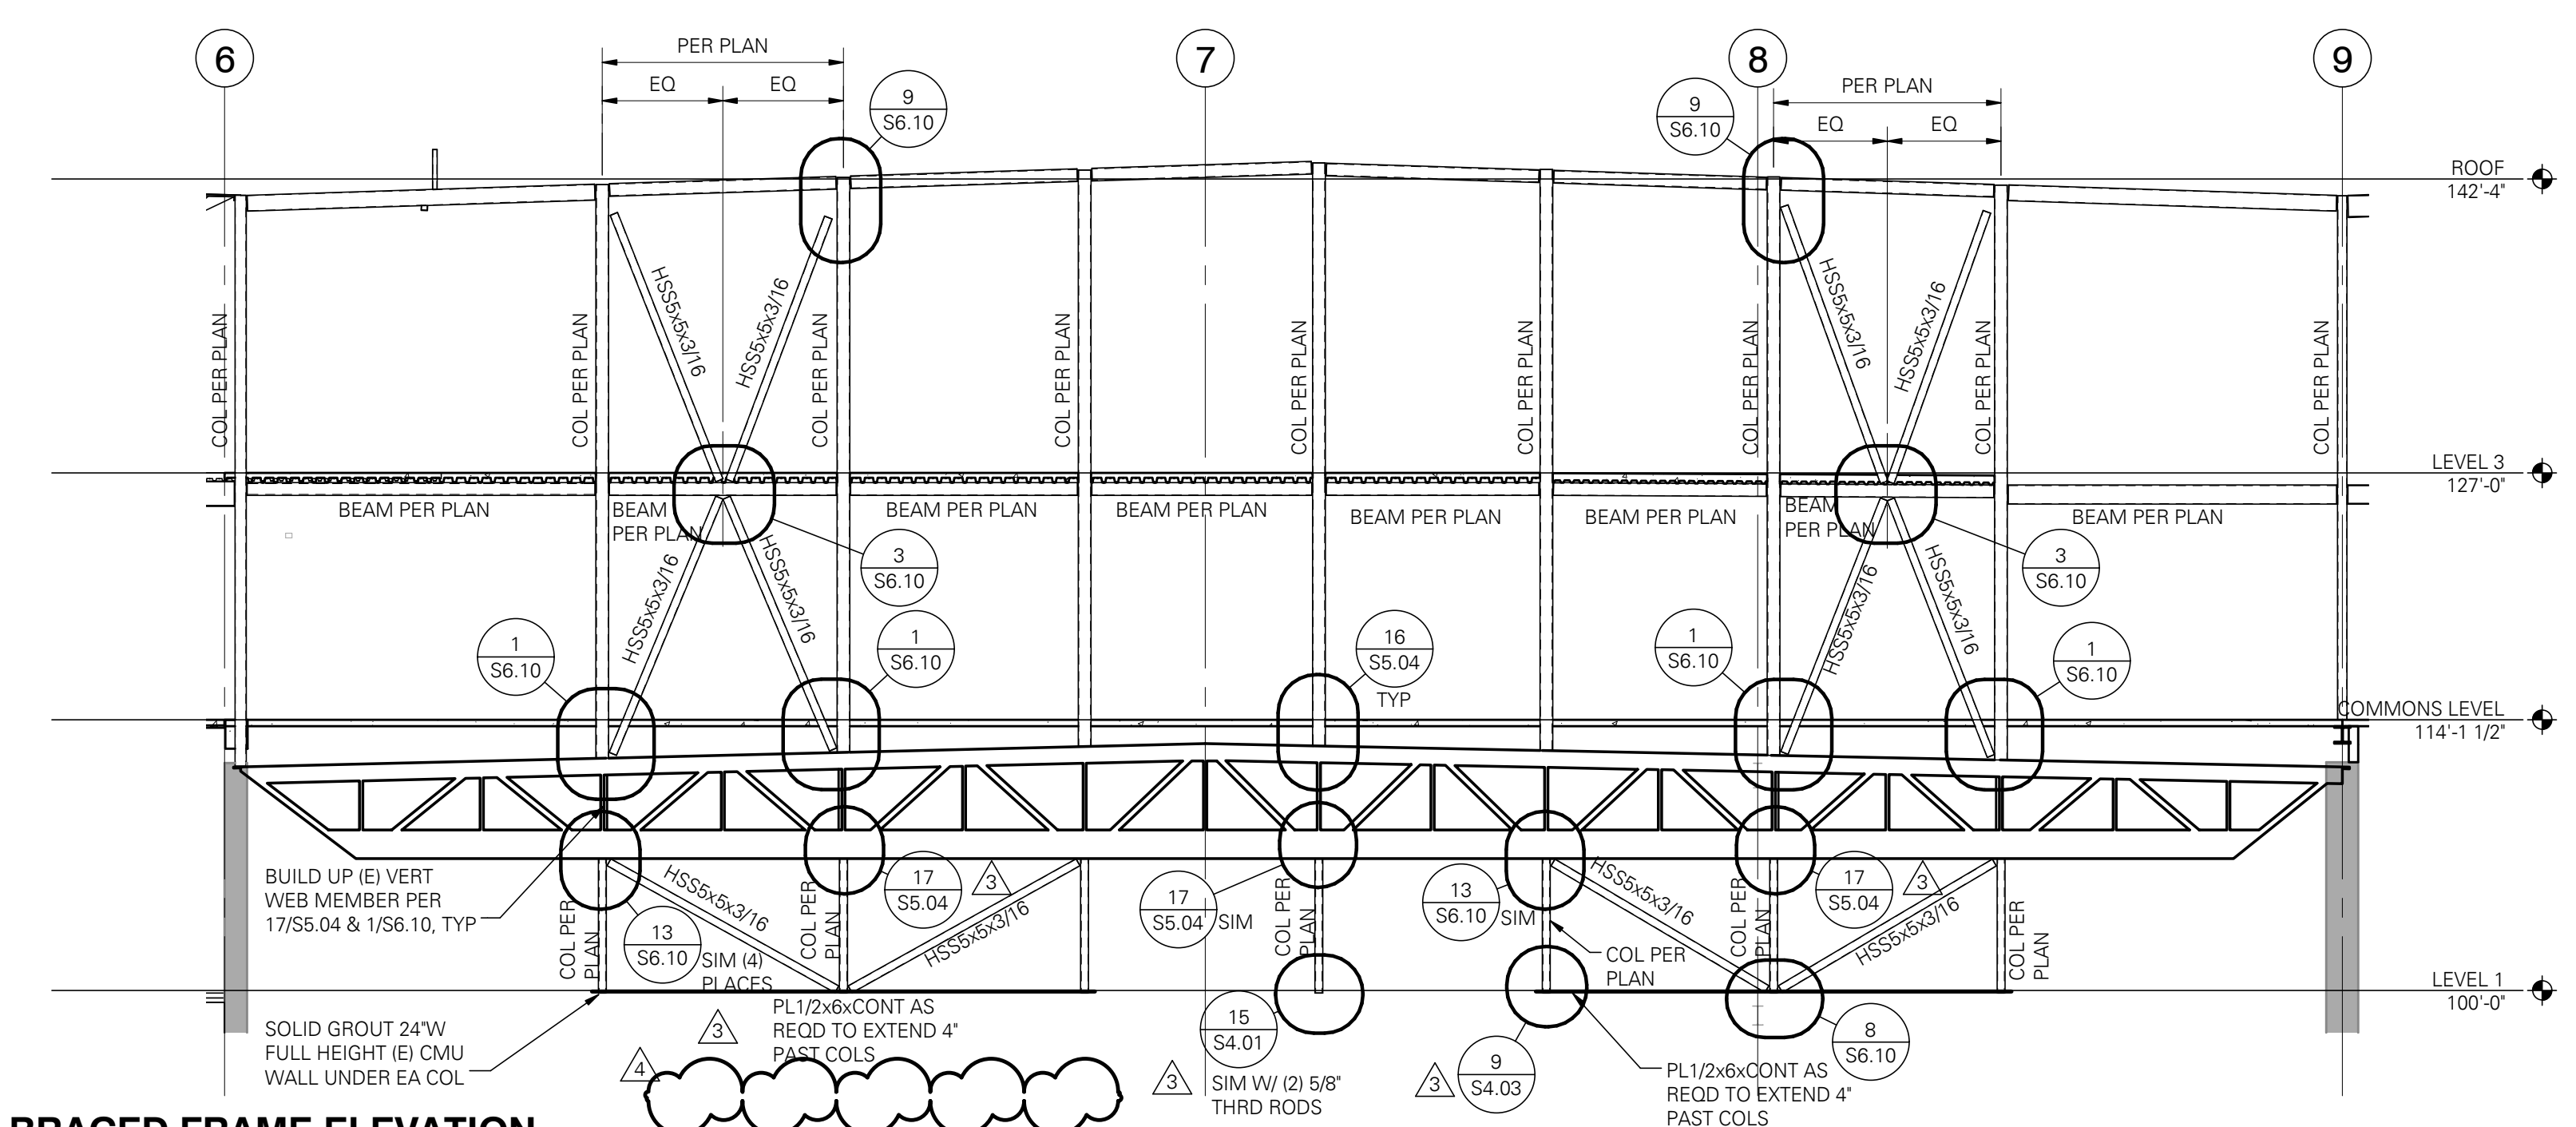 6
7
8
9
PER PLAN
EQ
EQ
9
S6.10
9
S6.10
PER PLAN
EQ
EQ
ROOF
142'-4"
HSS5x5x3/16
HSS5x5x3/16
HSS5x5x3/16
HSS5x5x3/16
COL PER PLAN
COL PER PLAN
COL PER PLAN
COL PER PLAN
COL PER PLAN
COL PER PLAN
COL PER PLAN
COL PER PLAN
COL PER PLAN
LEVEL 3
127'-0"
BEAM PER PLAN
BEAM
PER PLAN
BEAM PER PLAN
BEAM PER PLAN
BEAM PER PLAN
BEAM PER PLAN
BEAM
PER PLAN
BEAM PER PLAN
3
S6.10
3
S6.10
HSS5x5x3/16
HSS5x5x3/16
HSS5x5x3/16
HSS5x5x3/16
1
S6.10
1
S6.10
16
S5.04
TYP
1
S6.10
1
S6.10
COMMONS LEVEL
114'-1 1/2"
BUILD UP (E) VERT
WEB MEMBER PER
17/S5.04 & 1/S6.10, TYP
COL PER
PLAN
13
S6.10
SIM (4)
PLACES
HSS5x5x3/16
COL PER
PLAN
17
S5.04
3
HSS5x5x3/16
17
S5.04
SIM
COL PER
PLAN
13
S6.10
SIM
COL PER
PLAN
HSS5x5x3/16
COL PER
PLAN
17
S5.04
3
HSS5x5x3/16
COL PER
PLAN
LEVEL 1
100'-0"
SOLID GROUT 24"W
FULL HEIGHT (E) CMU
WALL UNDER EA COL
3
PL1/2x6xCONT AS
REQD TO EXTEND 4"
PAST COLS
4
15
S4.01
3
SIM W/ (2) 5/8"
THRD RODS
3
9
S4.03
8
S6.10
PL1/2x6xCONT AS
REQD TO EXTEND 4"
PAST COLS
BRACED FRAME ELEVATION